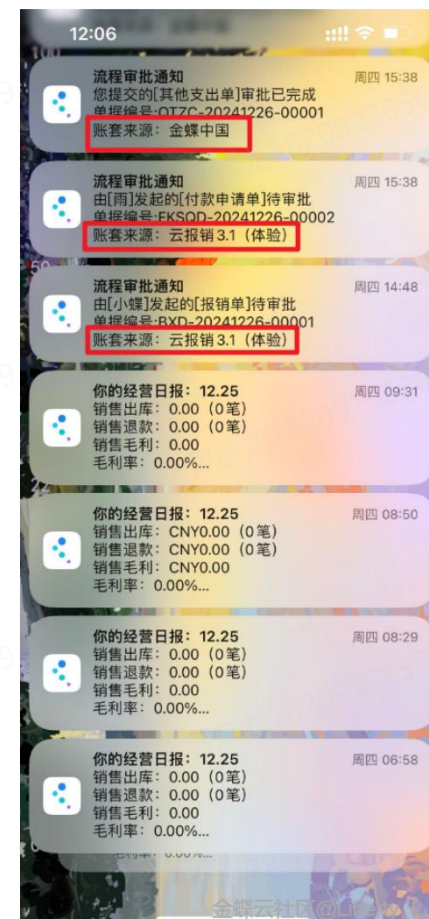 12:06
流程审批通知
周四 15:38
您提交的[其他支出单]审批已完成
单据编号:QTZC-20241226-00001
账套来源：金蝶中国
流程审批通知
周四 15:38
由[雨]发起的[付款申请单]待审批
单据编号:FKSQD-20241226-00002
账套来源：云报销3.1（体验）
流程审批通知
周四 14:48
由[小蝶]发起的[报销单]待审批
单据编号:BXD-20241226-00001
账套来源：云报销3.1（体验）
你的经营日报：12.25
周四 09:31
销售出库：0.00（0笔）
销售退款：0.00（0笔）
销售毛利：0.00
毛利率：0.00%...
你的经营日报：12.25
周四 08:50
销售出库：CNY0.00（0笔）
销售退款：CNY0.00（0笔）
销售毛利：CNY0.00
毛利率：0.00%...
你的经营日报：12.25
周四 08:29
销售出库：0.00（0笔）
销售退款：0.00（0笔）
销售毛利：0.00
毛利率：0.00%...
你的经营日报：12.25
周四 06:58
销售出库：0.00（0笔）
销售退款：0.00（0笔）
销售毛利：0.00
毛利率：0.00%...
毛利率：0.00%...
金蝶云社区